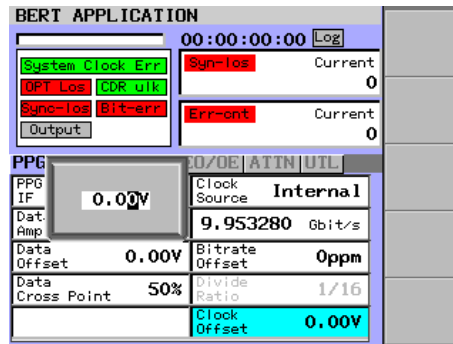 BERT APPLICATION
00:00:00:00 Log
System Clock Err
OPT Los CDR ulk
Sync-los Bit-err
Output
Syn-los Current
0
Err-cnt Current
0
PPG EO/OE ATTN UTL
PPG
IF
0.00V
Clock
Source Internal
Dat
Amp
9.953280 Gbit/s
Data
Offset 0.00V
Bitrate
Offset 0ppm
Data
Cross Point 50%
Divide
Ratio 1/16
Clock
Offset 0.00V